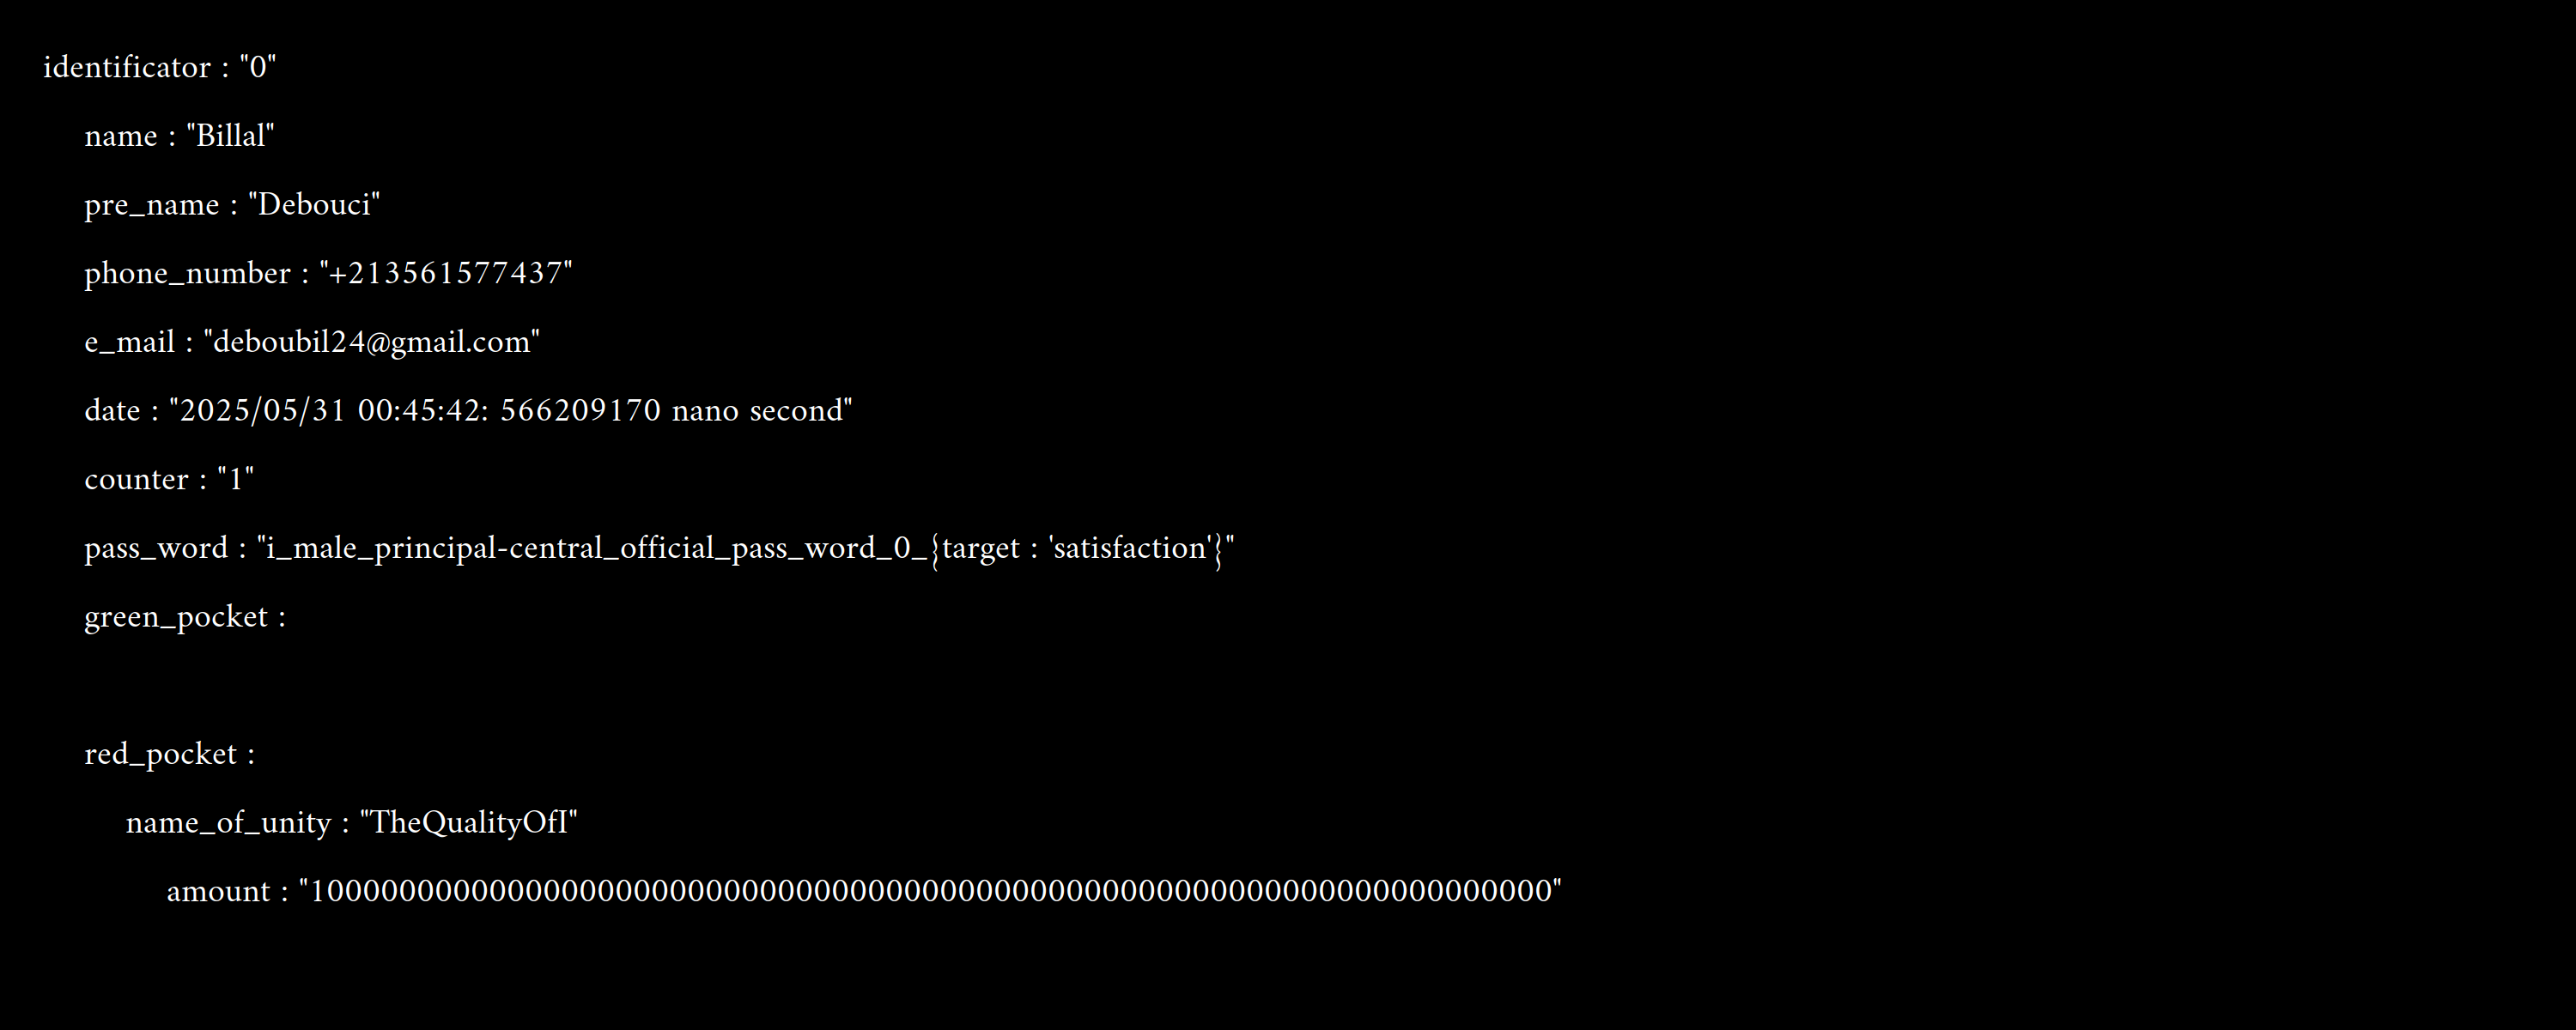 identificator : "0"
name : "Billal"
pre_name : "Debouci"
phone_number : "+213561577437"
e_mail : "deboubil24@gmail.com"
date : "2025/05/31 00:45:42: 566209170 nano second"
counter : "1"
pass_word : "i_male_principal-central_official_pass_word_0_{target : 'satisfaction'}"
green_pocket :
red_pocket :
name_of_unity : "TheQualityOfI"
amount : "100000000000000000000000000000000000000000000000000000000000000000000"